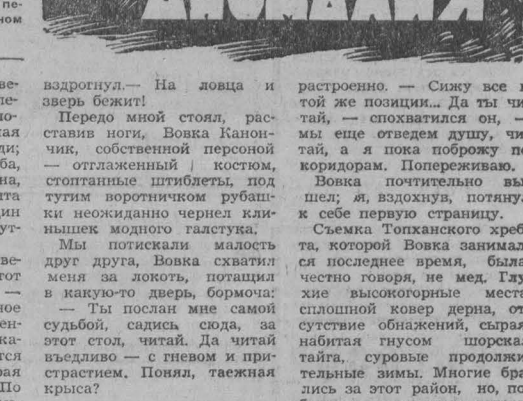 вздрогнул.— На ловца и
зверь бежит!
Передо мной стоял, рас-
ставив ноги, Вовка Канон-
чик, собственной персоной
— отглаженный костюм,
стоптанные штиблеты, под
тугим воротничком рубаш-
ки неожиданно чернел кли-
нышек модного галстука.
Мы потискали малость
друг друга, Вовка схватил
меня за локоть, потащил
в какую-то дверь, бормоча:
— Ты послан мне самой
судьбой, садись сюда, за
этот стол, читай. Да читай
въедливо — с гневом и при-
страстием. Понял, таежная
крыса?
растроенно. — Сижу все
той же позиции... Да ты чи
тай, — спохватился он, —
мы еще отведем душу, чи
тай, а я пока поброжу по
коридорам. Попереживаю.
Вовка почтительно вы
шел; я, вздохнув, потяну
к себе первую страницу.
Съемка Топханского хреб
та, которой Вовка занимал
ся последнее время, была
честно говоря, не мед. Глу
хие высокогорные места
сплошной ковер дерна, от
сутствие обнажений, сырая
набитая гнусом шорская
тайга, суровые продолжи
тельные зимы. Многие бра
лись за этот район, но, по